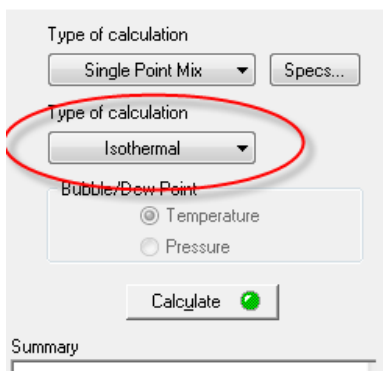 Type of calculation
Single Point Mix Specs...
Type of calculation
Isothermal
Bubble/Dew Point
Temperature
Pressure
Calculate
Summary